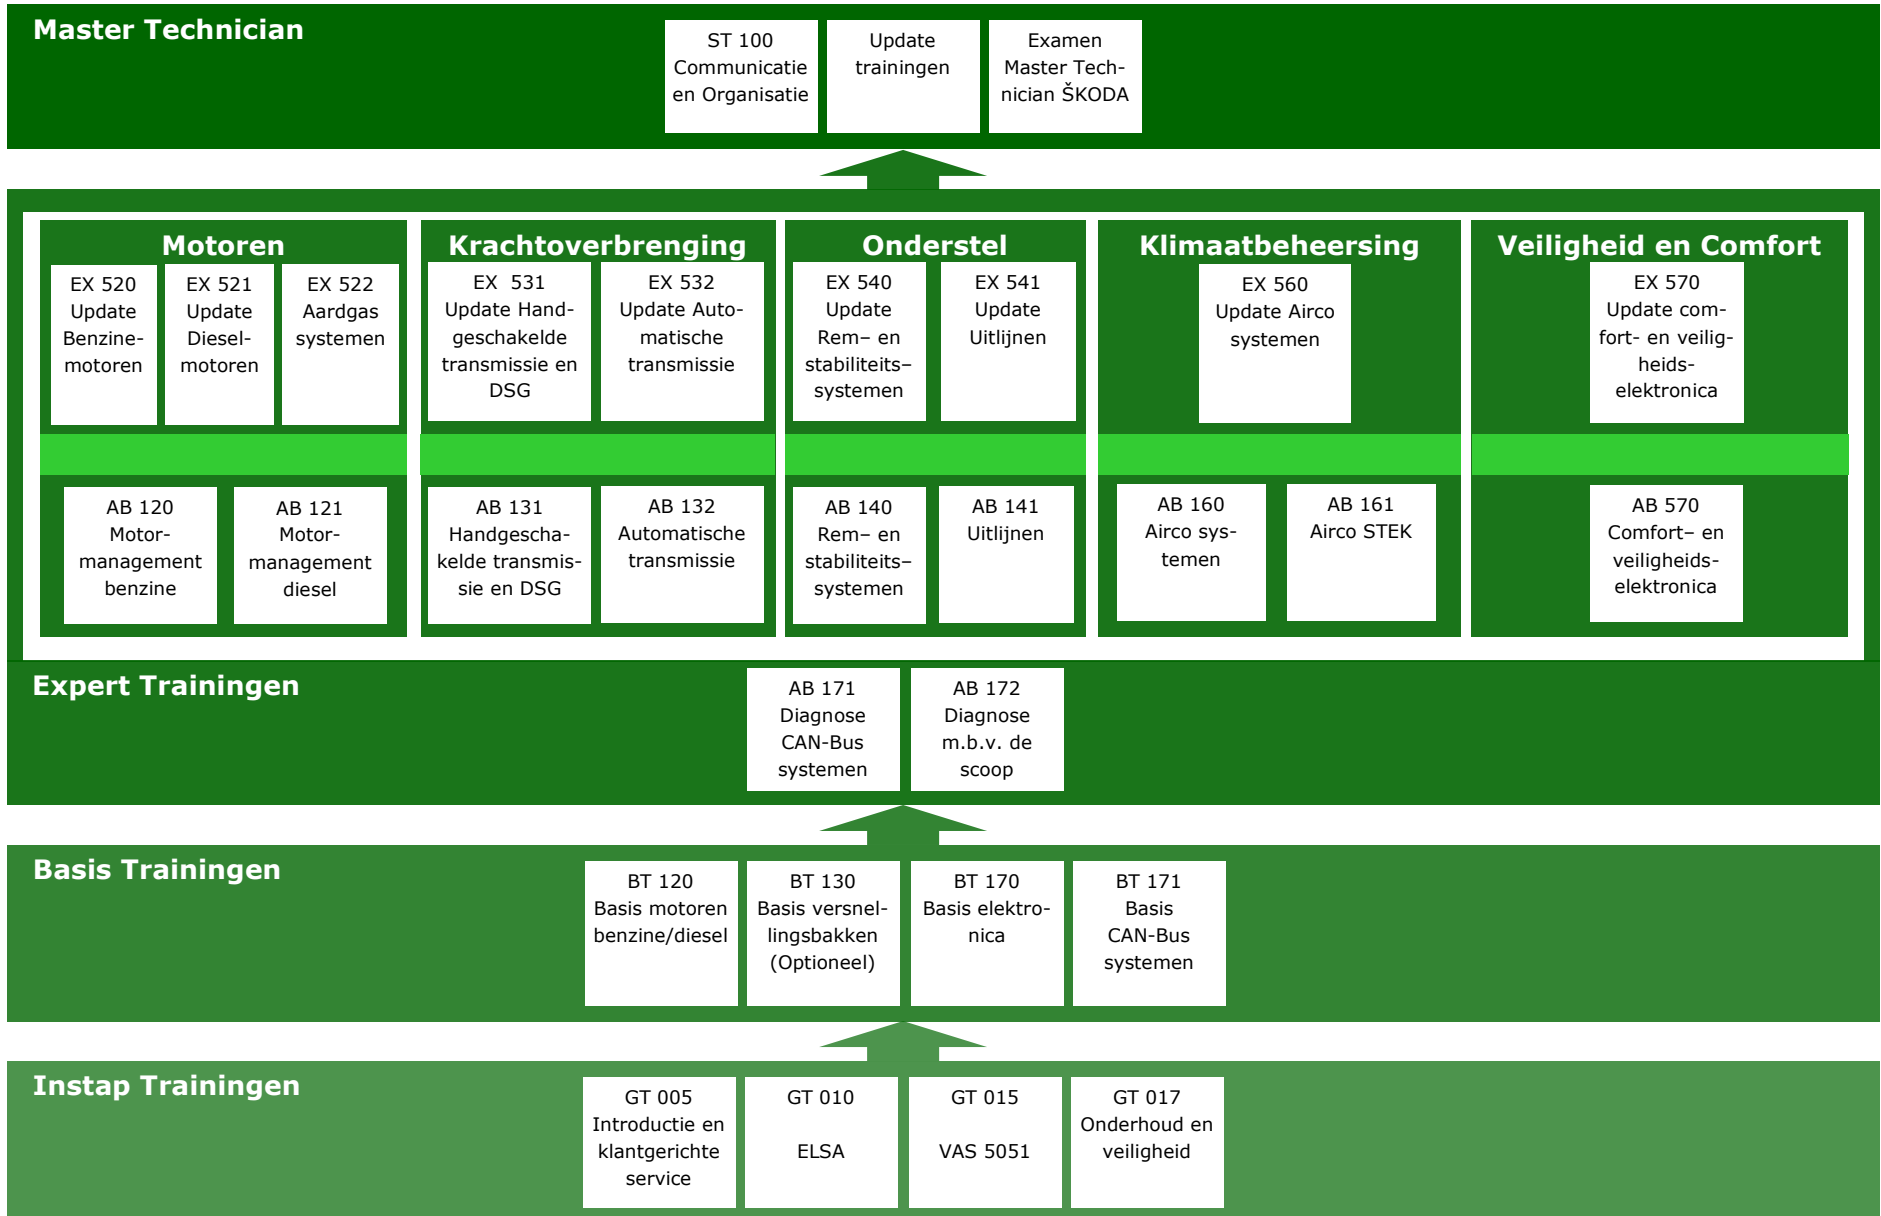 Master Technician
ST 100
Communicatie
en Organisatie
Update
trainingen
Examen
Master Tech-
nician ŠKODA
Motoren
EX 520
Update
Benzine-
motoren
EX 521
Update
Diesel-
motoren
EX 522
Aardgas
systemen
AB 120
Motor-
management
benzine
AB 121
Motor-
management
diesel
Krachtoverbrenging
EX  531
Update Hand-
geschakelde
transmissie en
DSG
EX 532
Update Auto-
matische
transmissie
AB 131
Handgescha-
kelde transmis-
sie en DSG
AB 132
Automatische
transmissie
Onderstel
EX 540
Update
Rem– en
stabiliteits–
systemen
EX 541
Update
Uitlijnen
AB 140
Rem– en
stabiliteits–
systemen
AB 141
Uitlijnen
Klimaatbeheersing
EX 560
Update Airco
systemen
AB 160
Airco sys-
temen
AB 161
Airco STEK
Veiligheid en Comfort
EX 570
Update com-
fort- en veilig-
heids-
elektronica
AB 570
Comfort– en
veiligheids-
elektronica
Expert Trainingen
AB 171
Diagnose
CAN-Bus
systemen
AB 172
Diagnose
m.b.v. de
scoop
Basis Trainingen
BT 120
Basis motoren
benzine/diesel
BT 130
Basis versnel-
lingsbakken
(Optioneel)
BT 170
Basis elektro-
nica
BT 171
Basis
CAN-Bus
systemen
Instap Trainingen
GT 005
Introductie en
klantgerichte
service
GT 010
ELSA
GT 015
VAS 5051
GT 017
Onderhoud en
veiligheid